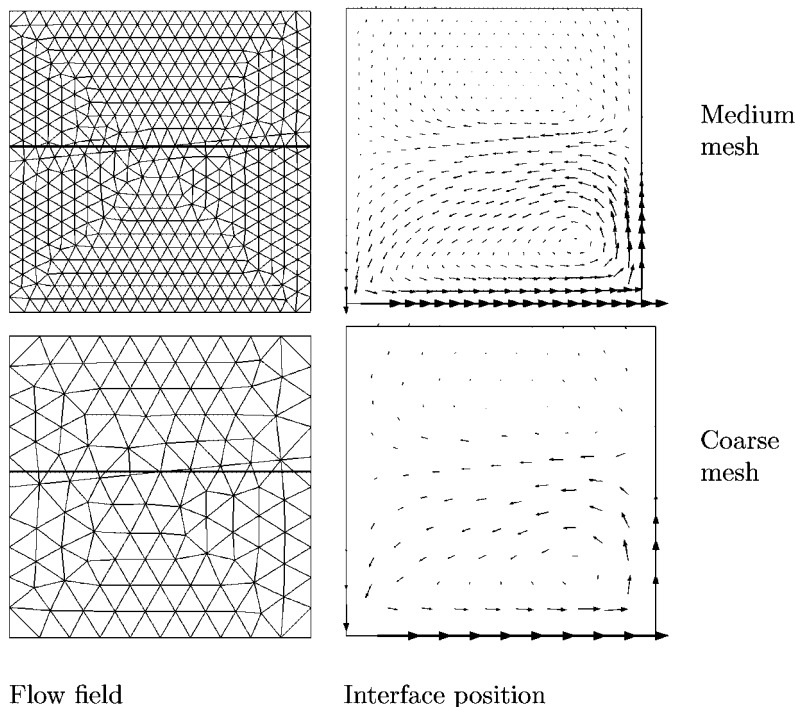 Medium
mesh
Coarse
mesh
Flow field
Interface position